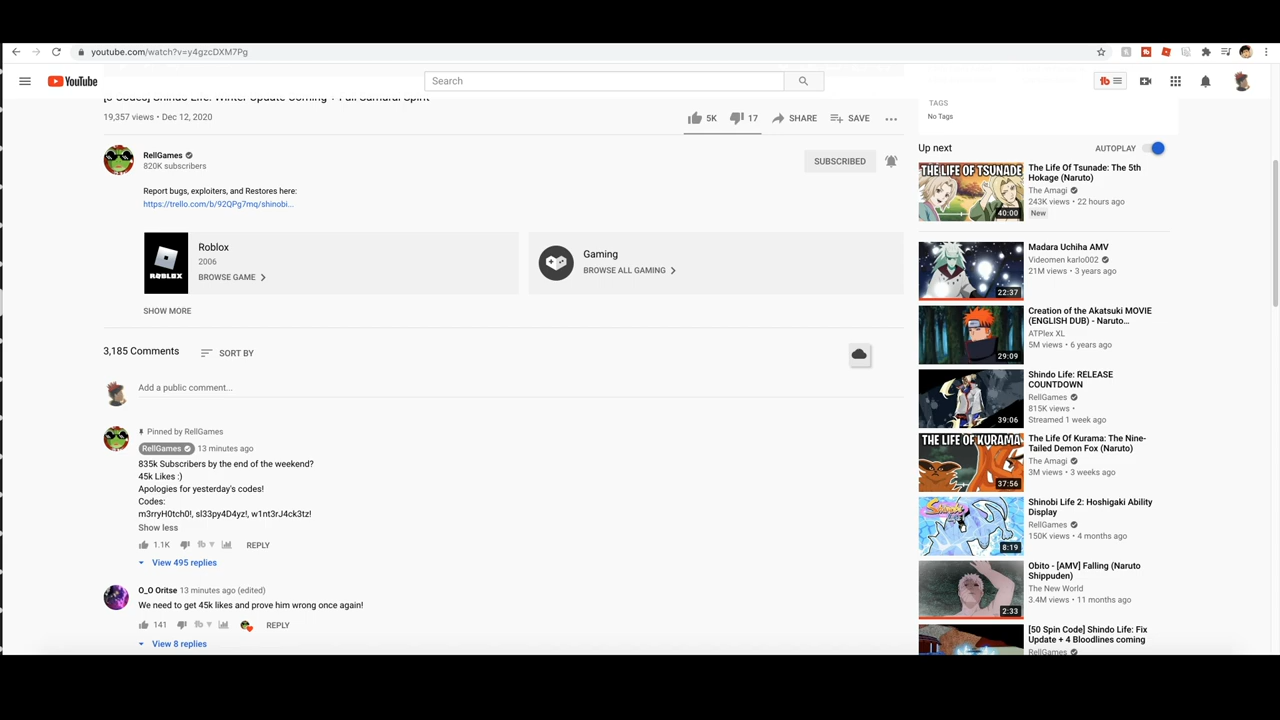 youtube.com/watch?v=y4gzcDXM7Pg
YouTube
Search
[3 Codes] Shindo Life: Winter Update Coming + Full Samurai Spirit
19,357 views • Dec 12, 2020
5K
17
SHARE
SAVE
RellGames
820K subscribers
SUBSCRIBED
Report bugs, exploiters, and Restores here:
https://trello.com/b/92QPg7mq/shinobi...
ROBLOX
Roblox
2006
BROWSE GAME
Gaming
BROWSE ALL GAMING
SHOW MORE
3,185 Comments
SORT BY
Add a public comment...
Pinned by RellGames
RellGames 13 minutes ago
835k Subscribers by the end of the weekend?
45k Likes :)
Apologies for yesterday's codes!
Codes:
m3rryH0tch0!, sl33py4D4yz!, w1nt3rJ4ck3tz!
Show less
1.1K
REPLY
View 495 replies
O_O Oritse 13 minutes ago (edited)
We need to get 45k likes and prove him wrong once again!
141
REPLY
View 8 replies
TAGS
No Tags
Up next
AUTOPLAY
THE LIFE OF TSUNADE
40:00
The Life Of Tsunade: The 5th
Hokage (Naruto)
The Amagi
243K views • 22 hours ago
New
22:37
Madara Uchiha AMV
Videomen karlo002
21M views • 3 years ago
29:09
Creation of the Akatsuki MOVIE
(ENGLISH DUB) - Naruto...
ATPlex XL
5M views • 6 years ago
39:06
Shindo Life: RELEASE
COUNTDOWN
RellGames
815K views •
Streamed 1 week ago
THE LIFE OF KURAMA
37:56
The Life Of Kurama: The Nine-
Tailed Demon Fox (Naruto)
The Amagi
3M views • 3 weeks ago
8:19
Shinobi Life 2: Hoshigaki Ability
Display
RellGames
150K views • 4 months ago
2:33
Obito - [AMV] Falling (Naruto
Shippuden)
The New World
3.4M views • 11 months ago
[50 Spin Code] Shindo Life: Fix
Update + 4 Bloodlines coming
RellGames